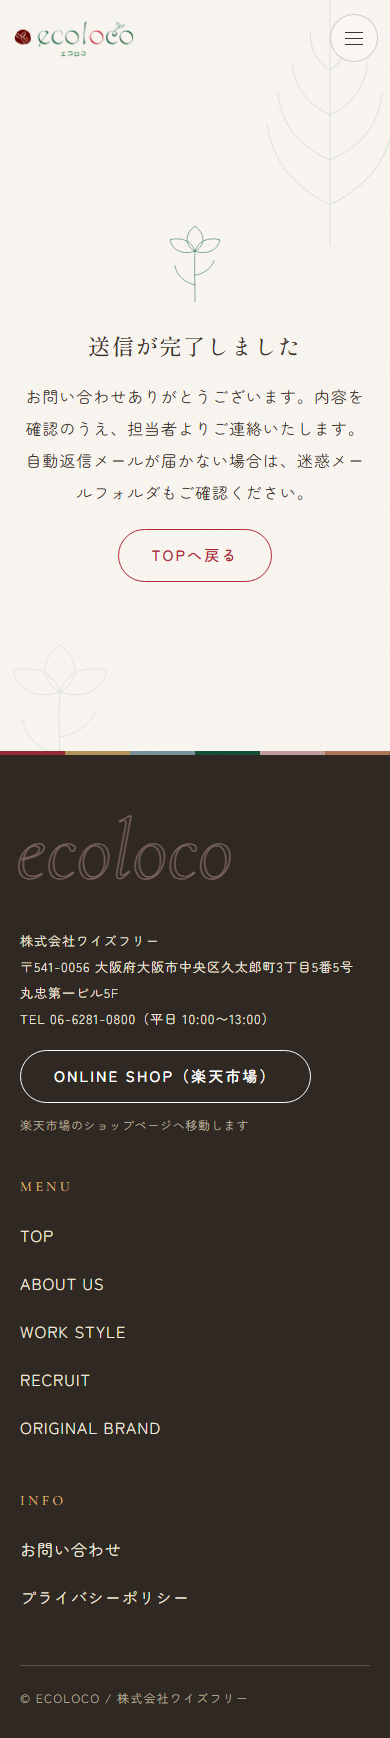 ecoloco
エコロコ
送信が完了しました
お問い合わせありがとうございます。内容を
確認のうえ、担当者よりご連絡いたします。
自動返信メールが届かない場合は、迷惑メー
ルフォルダもご確認ください。
TOPへ戻る
ecoloco
株式会社ワイズフリー
〒541-0056 大阪府大阪市中央区久太郎町3丁目5番5号
丸忠第一ビル5F
TEL 06-6281-0800（平日 10:00〜13:00）
ONLINE SHOP（楽天市場）
楽天市場のショップページへ移動します
MENU
TOP
ABOUT US
WORK STYLE
RECRUIT
ORIGINAL BRAND
INFO
お問い合わせ
プライバシーポリシー
© ECOLOCO / 株式会社ワイズフリー